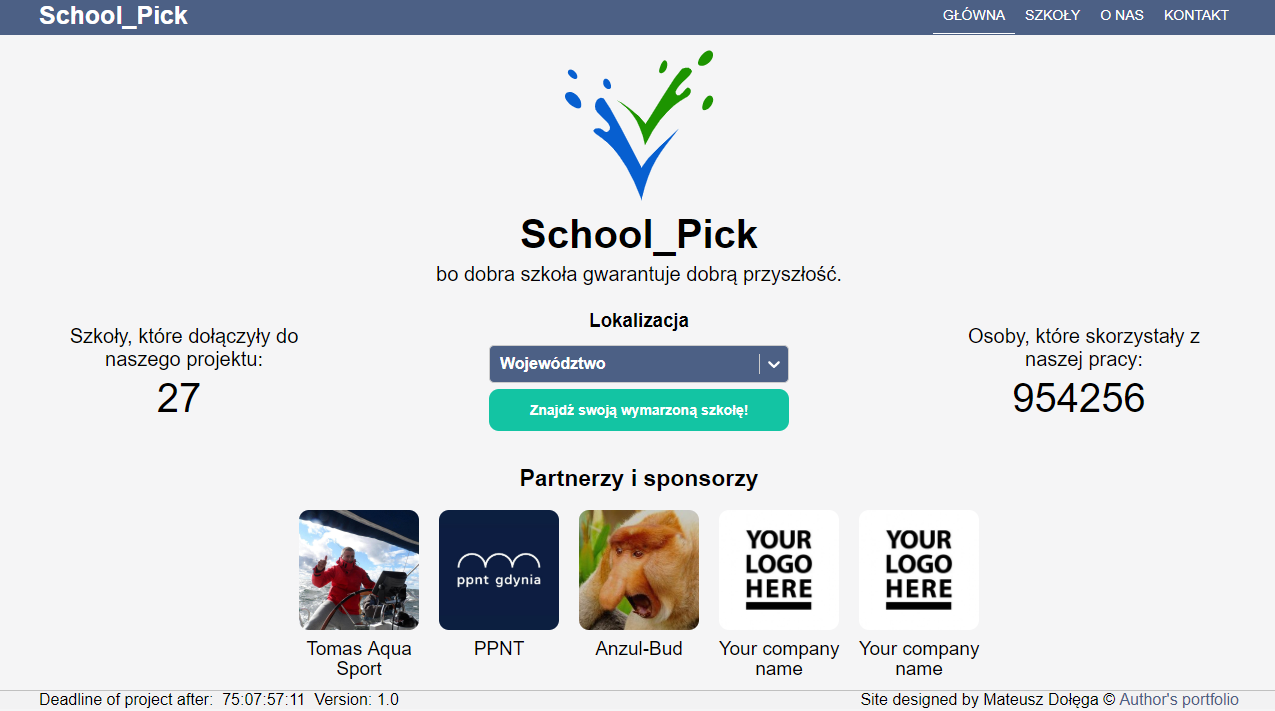 School_Pick
GŁÓWNA SZKOŁY O NAS KONTAKT
School_Pick
bo dobra szkoła gwarantuje dobrą przyszłość.
Szkoły, które dołączyły do
naszego projektu:
27
Lokalizacja
Województwo
Znajdź swoją wymarzoną szkołę!
Osoby, które skorzystały z
naszej pracy:
954256
Partnerzy i sponsorzy
ppnt gdynia
YOUR
LOGO
HERE
YOUR
LOGO
HERE
Tomas Aqua
Sport
PPNT
Anzul-Bud
Your company
name
Your company
name
Deadline of project after: 75:07:57:11 Version: 1.0
Site designed by Mateusz Dołęga © Author's portfolio